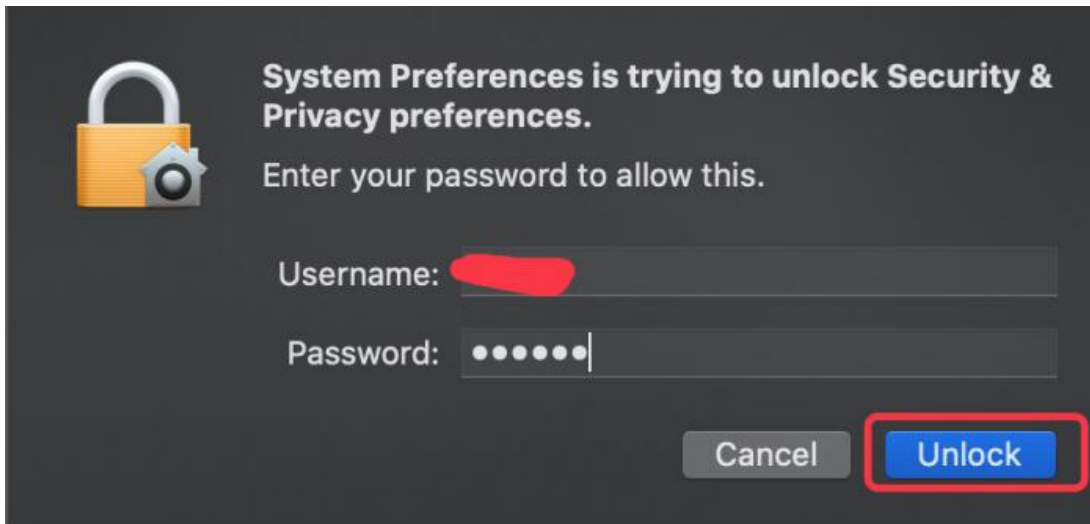 System Preferences is trying to unlock Security &
Privacy preferences.
Enter your password to allow this.
Username:
Password: ••••••
Cancel Unlock